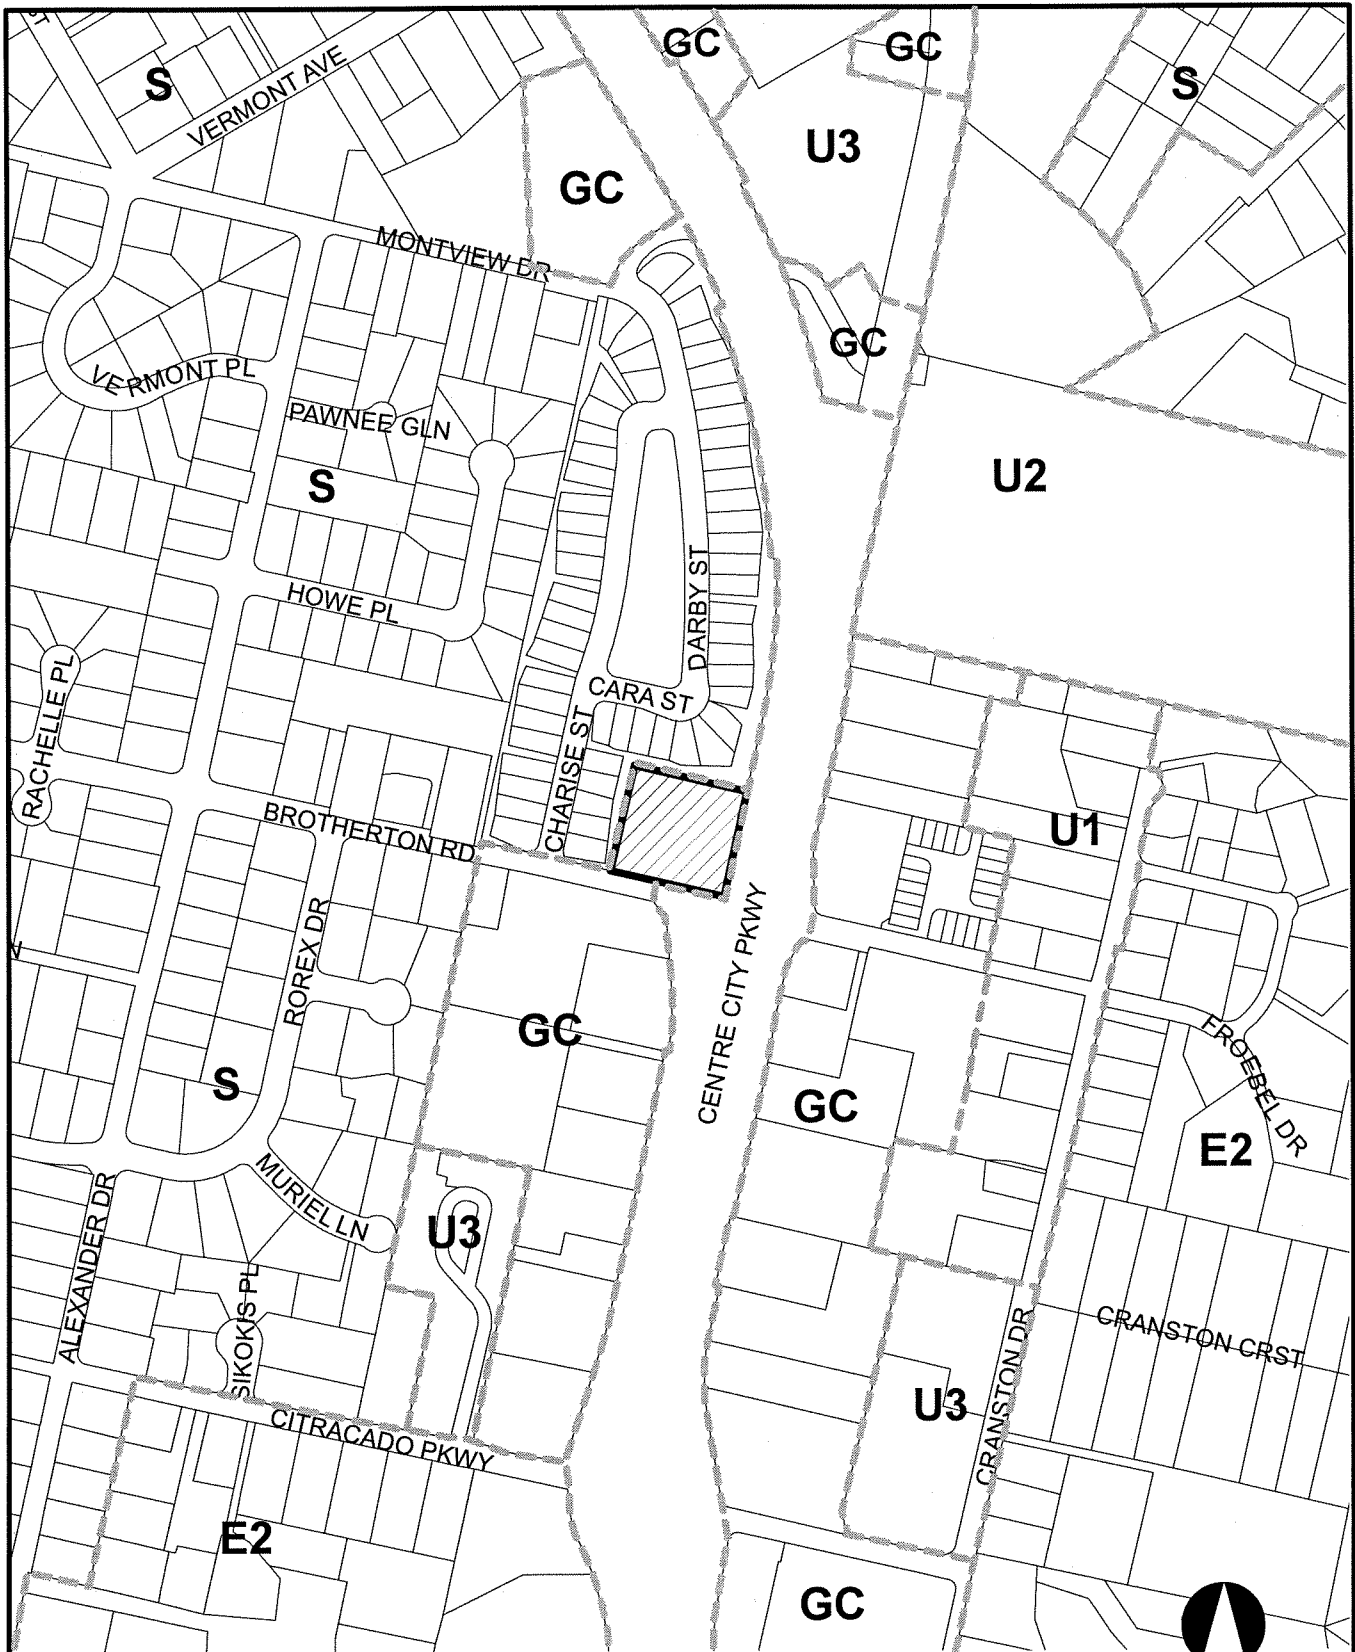 ST
GC
GC
S
VERMONT AVE
S
U3
GC
MONTVIEW DR
GC
VERMONT PL
PAWNEE GLN
S
U2
HOWE PL
DARBY ST
RACHELLE PL
CARA ST
CHARISE ST
BROTHERTON RD
U1
CENTRE CITY PKWY
ROREX DR
GC
FROEBEL DR
S
GC
E2
MURIEL LN
ALEXANDER DR
U3
SIKOKIS PL
CRANSTON CRST
CRANSTON DR
U3
CITRACADO PKWY
E2
GC